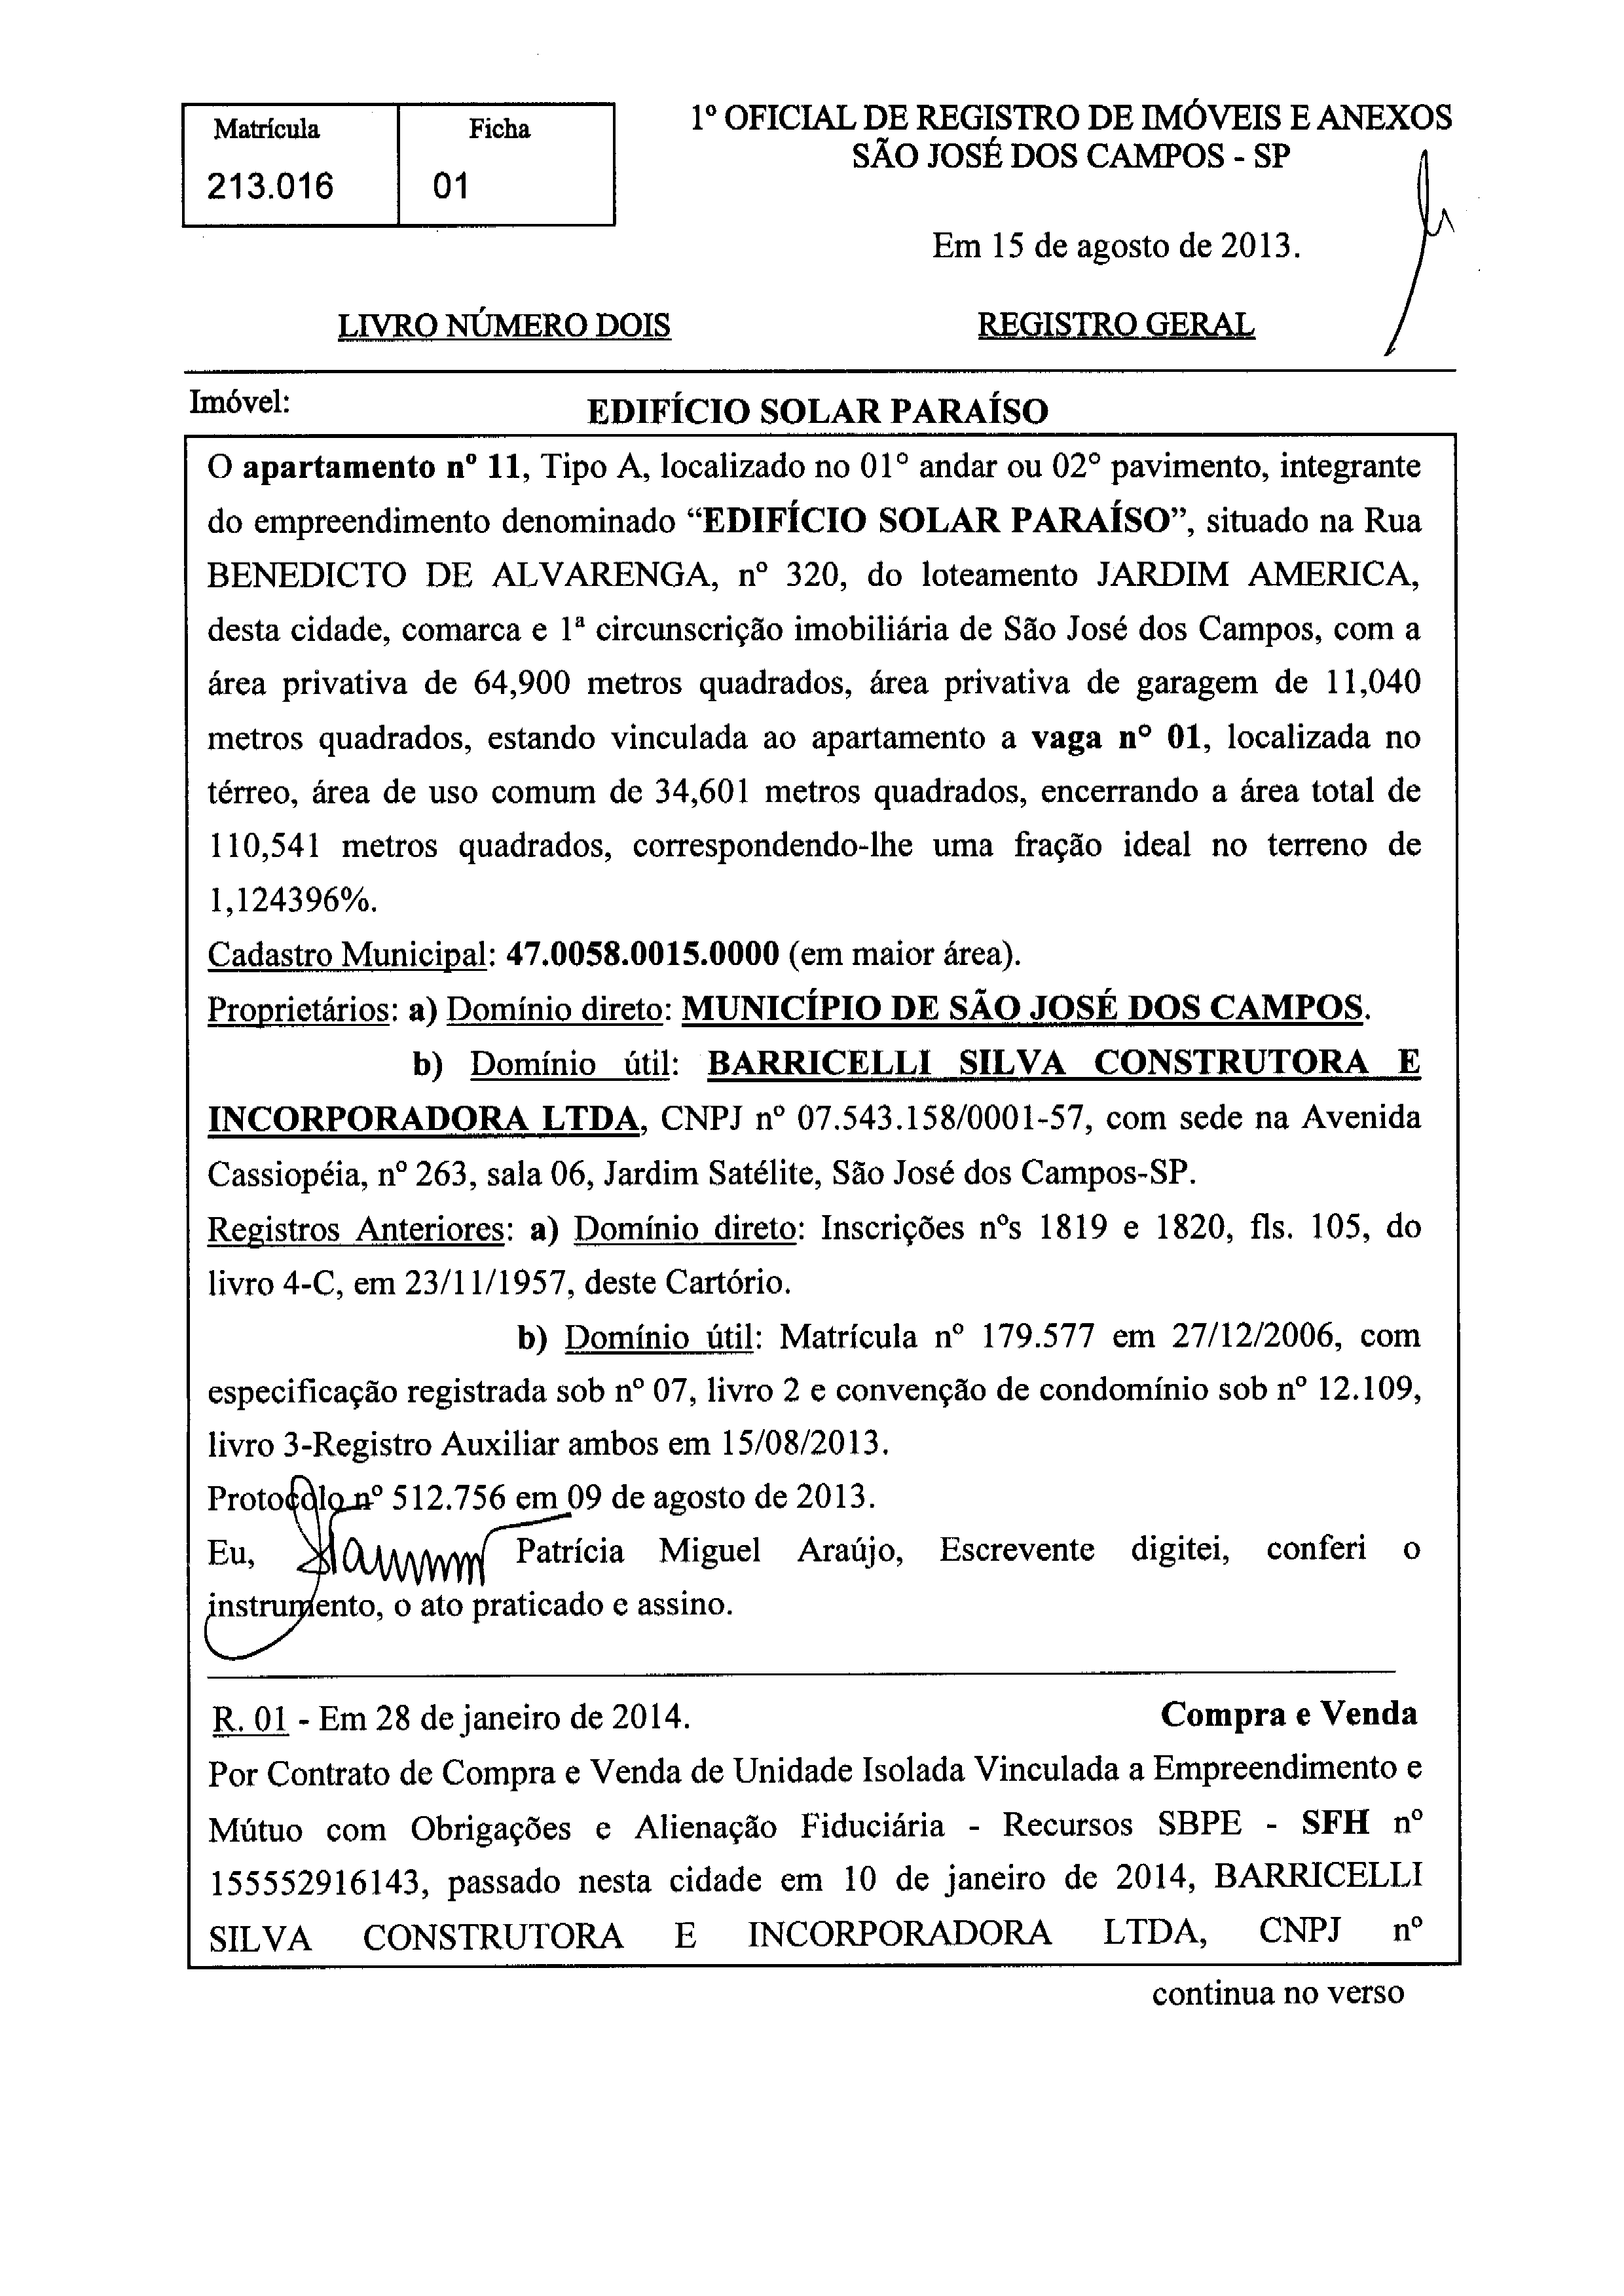 Matrícula
Ficha
213.016
01
1º OFICIAL DE REGISTRO DE IMÓVEIS E ANEXOS
SÃO JOSÉ DOS CAMPOS - SP
Em 15 de agosto de 2013.
LIVRO NÚMERO DOIS
REGISTRO GERAL
Imóvel:
EDIFÍCIO SOLAR PARAÍSO
O apartamento nº 11, Tipo A, localizado no 01° andar ou 02° pavimento, integrante
do empreendimento denominado “EDIFÍCIO SOLAR PARAÍSO”, situado na Rua
BENEDICTO DE ALVARENGA, nº 320, do loteamento JARDIM AMERICA,
desta cidade, comarca e 1ª circunscrição imobiliária de São José dos Campos, com a
área privativa de 64,900 metros quadrados, área privativa de garagem de 11,040
metros quadrados, estando vinculada ao apartamento a vaga nº 01, localizada no
térreo, área de uso comum de 34,601 metros quadrados, encerrando a área total de
110,541 metros quadrados, correspondendo-lhe uma fração ideal no terreno de
1,124396%.
Cadastro Municipal: 47.0058.0015.0000 (em maior área).
Proprietários: a) Domínio direto: MUNICÍPIO DE SÃO JOSÉ DOS CAMPOS.
b) Domínio útil: BARRICELLI SILVA CONSTRUTORA E
INCORPORADORA LTDA, CNPJ nº 07.543.158/0001-57, com sede na Avenida
Cassiopéia, nº 263, sala 06, Jardim Satélite, São José dos Campos-SP.
Registros Anteriores: a) Domínio direto: Inscrições nºs 1819 e 1820, fls. 105, do
livro 4-C, em 23/11/1957, deste Cartório.
b) Domínio útil: Matrícula nº 179.577 em 27/12/2006, com
especificação registrada sob nº 07, livro 2 e convenção de condomínio sob nº 12.109,
livro 3-Registro Auxiliar ambos em 15/08/2013.
Protocolo nº 512.756 em 09 de agosto de 2013.
Eu, Patrícia Miguel Araújo, Escrevente digitei, conferi o
instrumento, o ato praticado e assino.
R. 01 - Em 28 de janeiro de 2014.
Compra e Venda
Por Contrato de Compra e Venda de Unidade Isolada Vinculada a Empreendimento e
Mútuo com Obrigações e Alienação Fiduciária - Recursos SBPE - SFH nº
155552916143, passado nesta cidade em 10 de janeiro de 2014, BARRICELLI
SILVA CONSTRUTORA E INCORPORADORA LTDA, CNPJ nº
continua no verso